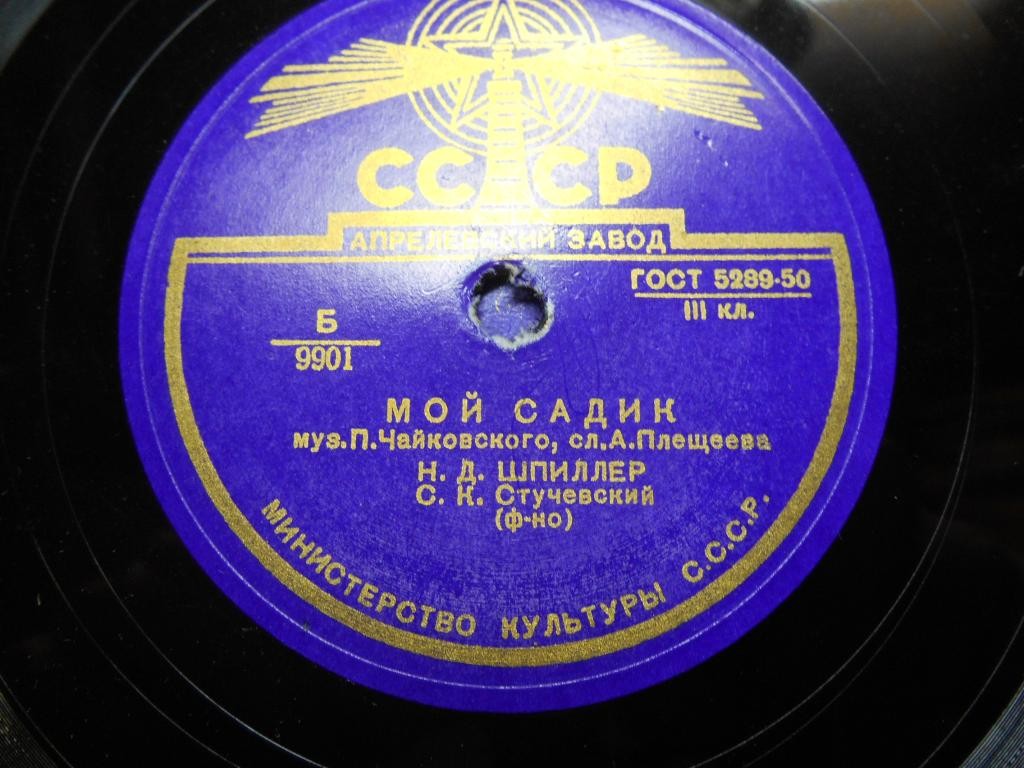 СССР
АПРЕЛЕВСКИЙ ЗАВОД
ГОСТ 5289-50
III кл.
Б
9901
МОЙ САДИК
муз.П.Чайковского, сл.А.Плещеева
Н. Д. ШПИЛЛЕР
С. К. Стучевский
(ф-но)
МИНИСТЕРСТВО КУЛЬТУРЫ С.С.С.Р.